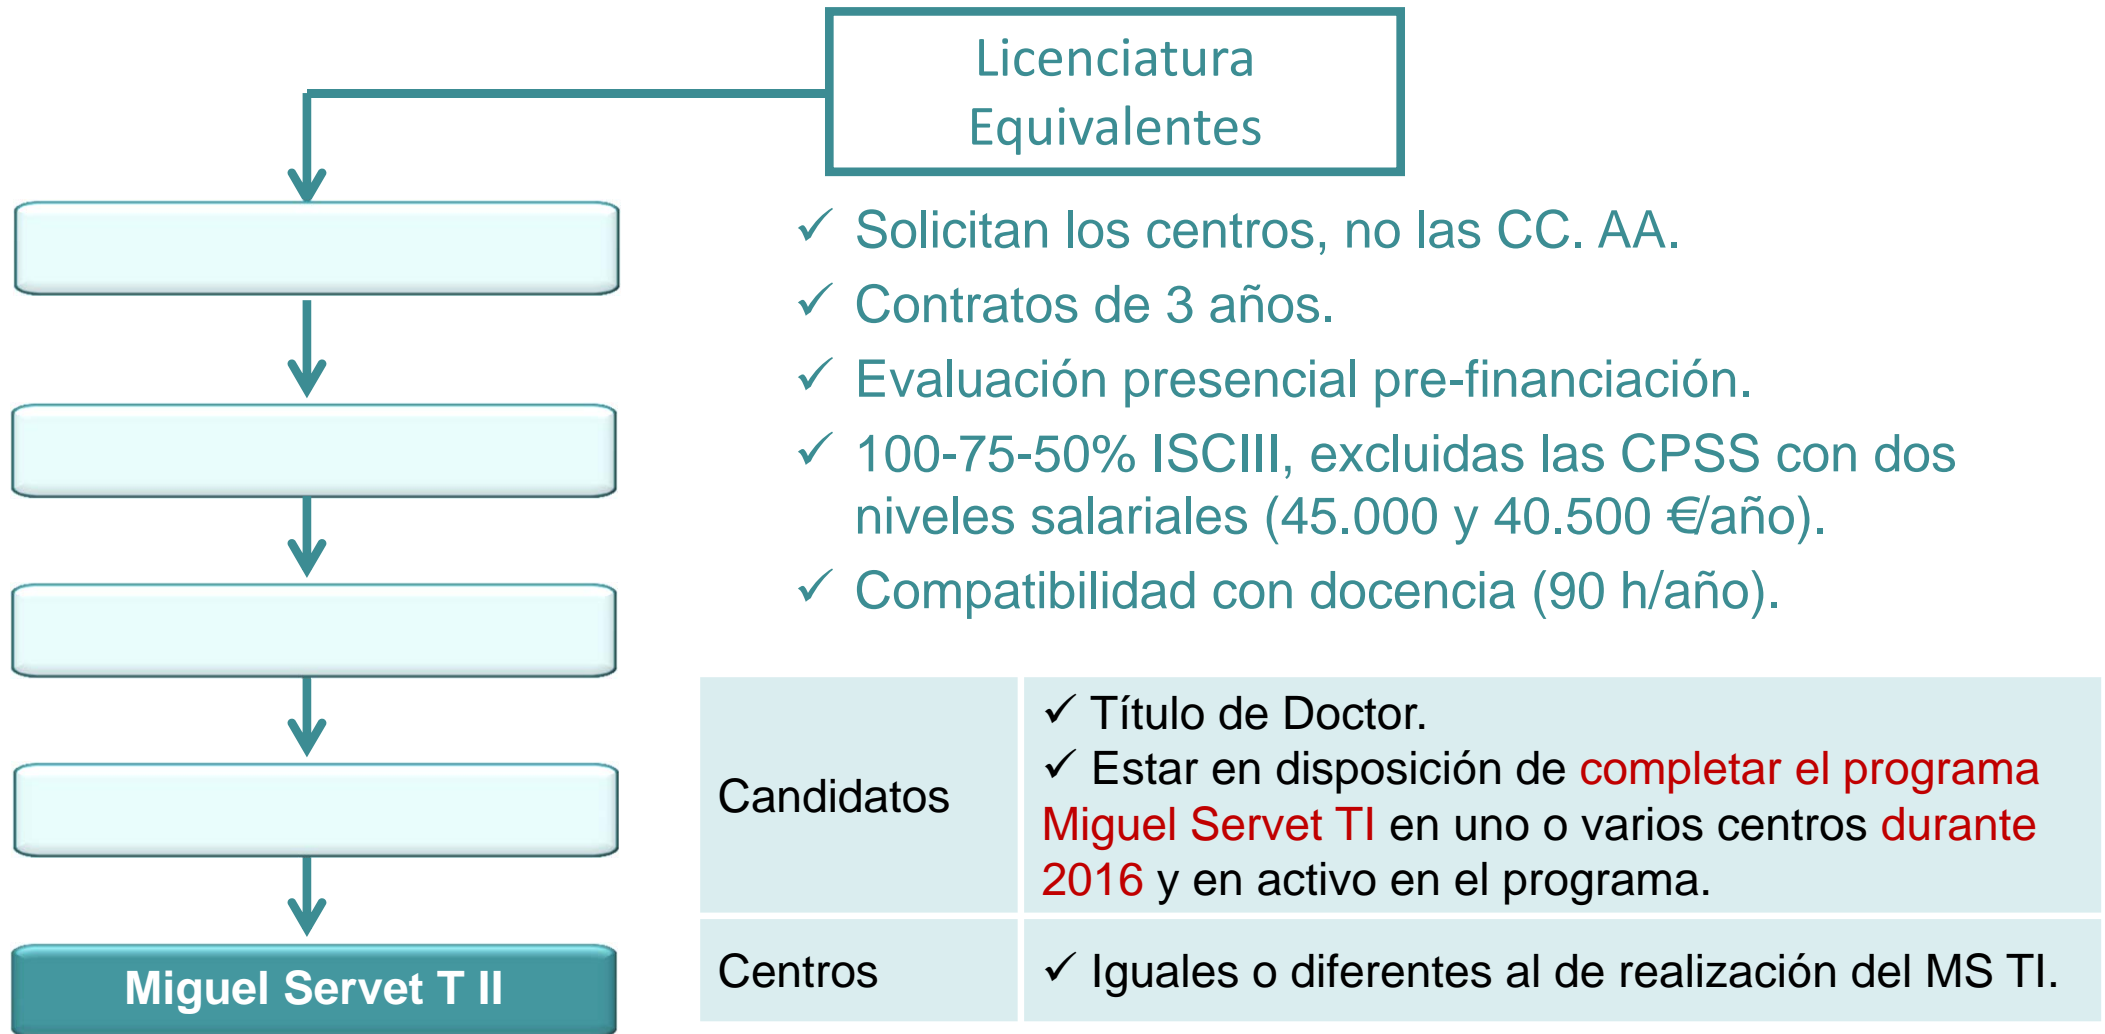 Licenciatura
Equivalentes
✓ Solicitan los centros, no las CC. AA.
✓ Contratos de 3 años.
✓ Evaluación presencial pre-financiación.
✓ 100-75-50% ISCIII, excluidas las CPSS con dos
niveles salariales (45.000 y 40.500 €/año).
✓ Compatibilidad con docencia (90 h/año).
Candidatos
✓ Título de Doctor.
✓ Estar en disposición de completar el programa
Miguel Servet TI en uno o varios centros durante
2016 y en activo en el programa.
Centros
✓ Iguales o diferentes al de realización del MS TI.
Miguel Servet T II